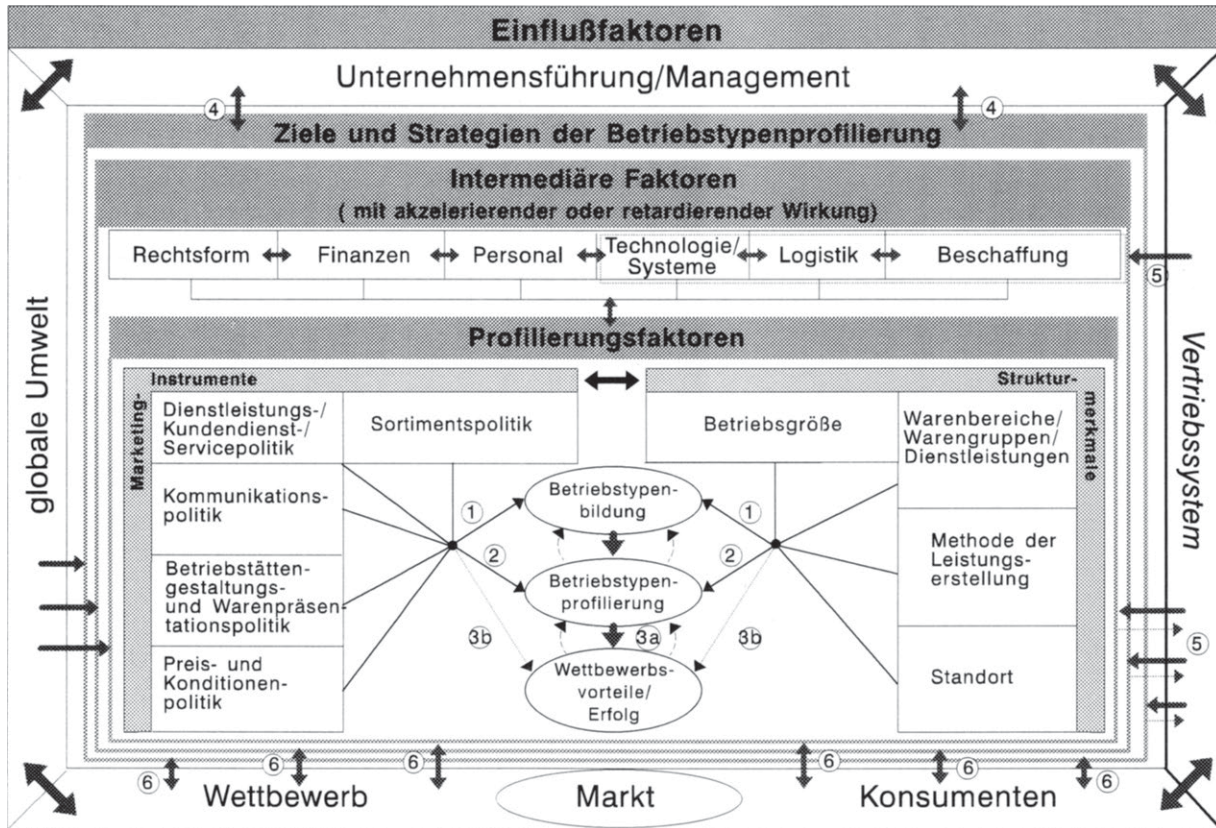 Einflußfaktoren
Unternehmensführung/Management
④
④
Ziele und Strategien der Betriebstypenprofilierung
Intermediäre Faktoren
( mit akzelerierender oder retardierender Wirkung)
Rechtsform
Finanzen
Personal
Technologie/
Systeme
Logistik
Beschaffung
⑤
globale Umwelt
Vertriebssystem
Profilierungsfaktoren
Marketing-
Instrumente
Dienstleistungs-/
Kundendienst-/
Servicepolitik
Sortimentspolitik
Kommunikations-
politik
Betriebstätten-
gestaltungs-
und Warenpräsen-
tationspolitik
Preis- und
Konditionen-
politik
Struktur-
merkmale
Betriebsgröße
Warenbereiche/
Warengruppen/
Dienstleistungen
Methode der
Leistungs-
erstellung
Standort
Betriebstypen-
bildung
①
①
②
②
Betriebstypen-
profilierung
3b
3a
3b
Wettbewerbs-
vorteile/
Erfolg
⑤
⑥
⑥
⑥
⑥
⑥
⑥
Wettbewerb
Markt
Konsumenten